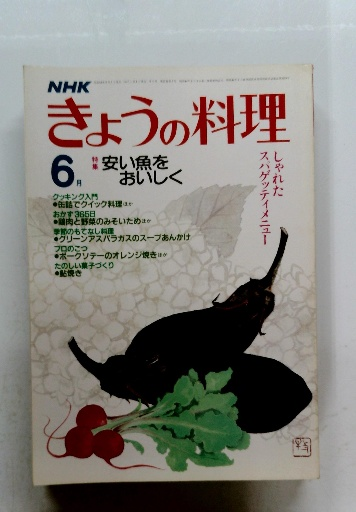 NHK
きょうの料理
6月
特集
安い魚を
おいしく
しゃれた
スパゲッティメニュー
クッキング入門
●缶詰でクイック料理ほか
おかず365日
●鶏肉と野菜のみそいためほか
季節のもてなし料理
●グリーンアスパラガスのスープあんかけ
プロのこつ
●ポークソテーのオレンジ焼きほか
たのしい菓子づくり
●鮎焼き